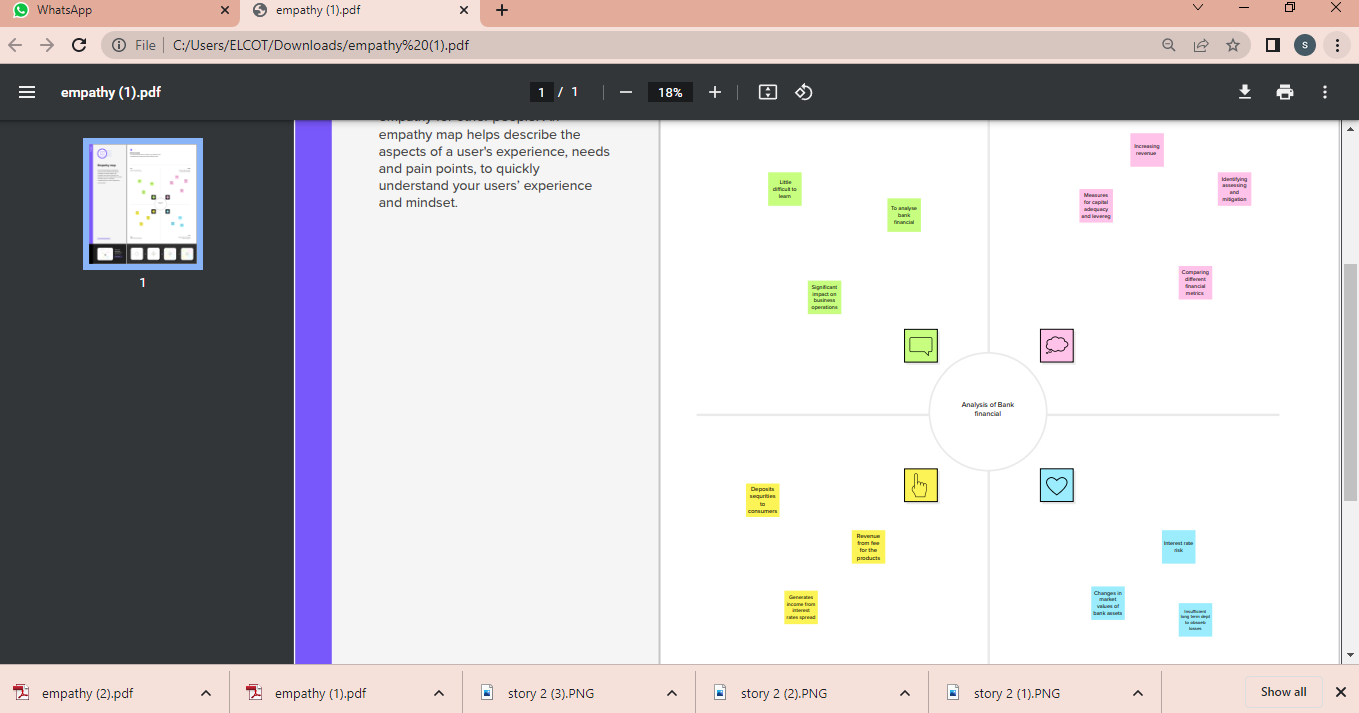 WhatsApp
empathy (1).pdf
File
C:/Users/ELCOT/Downloads/empathy%20(1).pdf
S
empathy (1).pdf
1 / 1
18%
1
empathy map helps describe the
aspects of a user's experience, needs
and pain points, to quickly
understand your users' experience
and mindset.
Little
difficult to
learn
To analyse
bank
financial
Significant
impact on
business
operations
Increasing
revenue
Measures
for capital
adequacy
and leverag
Identifying
assessing
and
mitigation
Comparing
different
financial
metrics
Analysis of Bank
financial
Deposits
sequrities
to
consumers
Revenue
from fee
for the
products
Generates
income from
interest
rates spread
Interest rate
risk
Changes in
market
values of
bank assets
Insufficient
long term dept
to
losses
empathy (2).pdf
empathy (1).pdf
story 2 (3).PNG
story 2 (2).PNG
story 2 (1).PNG
Show all